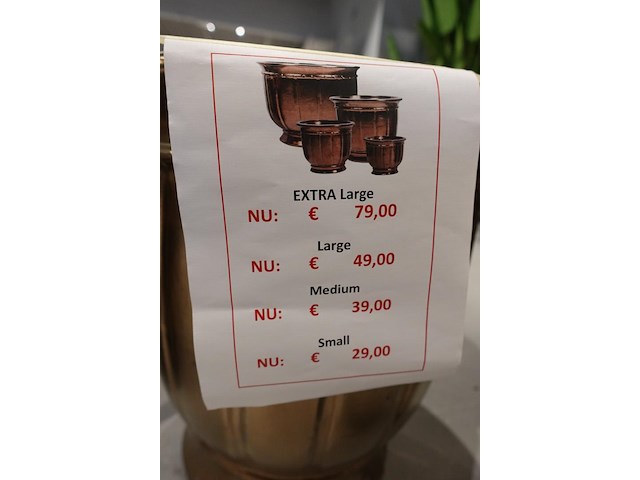 EXTRA Large
NU: € 79,00
Large
NU: € 49,00
Medium
NU: € 39,00
Small
NU: € 29,00